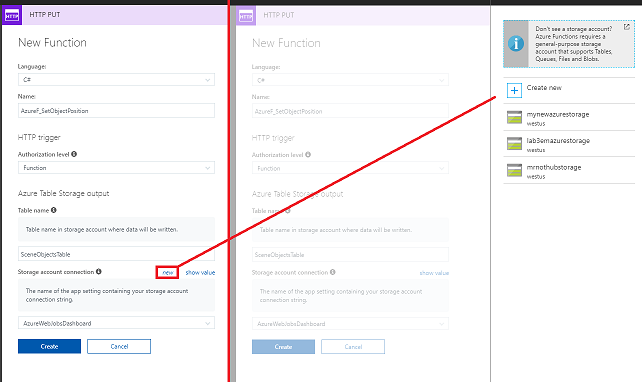 HTTP
HTTP PUT
New Function
Language:
C#
Name:
AzureF_SetObjectPosition
HTTP trigger
Authorization level
Function
Azure Table Storage output
Table name
Table name in storage account where data will be written.
SceneObjectsTable
Storage account connection
new
show value
The name of the app setting containing your storage account
connection string.
AzureWebJobsDashboard
Create
Cancel
HTTP
HTTP PUT
New Function
Language:
C#
Name:
AzureF_SetObjectPosition
HTTP trigger
Authorization level
Function
Azure Table Storage output
Table name
Table name in storage account where data will be written.
SceneObjectsTable
Storage account connection
show value
The name of the app setting containing your storage account
connection string.
AzureWebJobsDashboard
Create
Cancel
Don't see a storage account?
Azure Functions requires a
general-purpose storage
account that supports Tables,
Queues, Files and Blobs.
Create new
mynewazurestorage
westus
lab3emazurestorage
westus
mrnothubstorage
westus